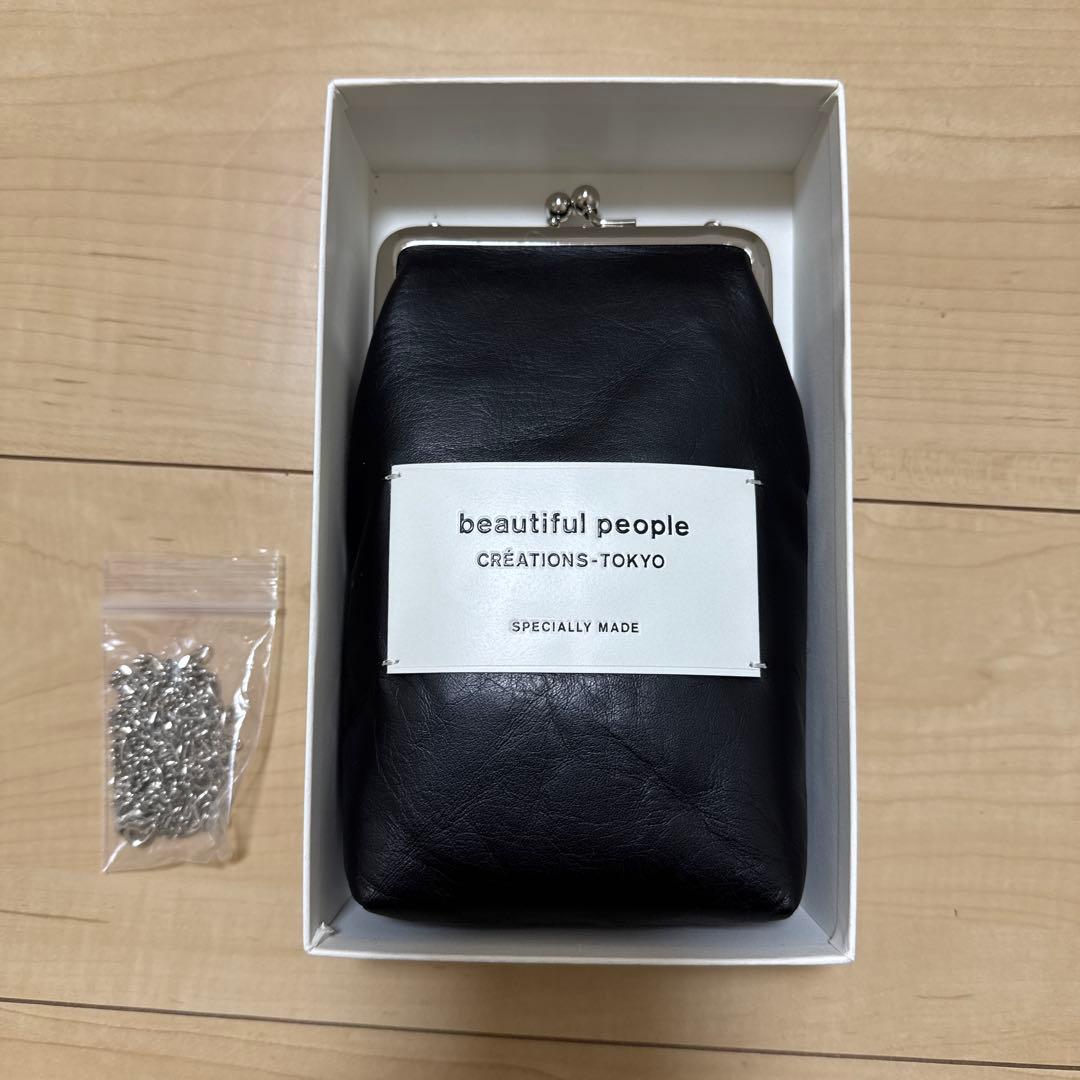 beautiful people
CRÉATIONS-TOKYO
SPECIALLY MADE